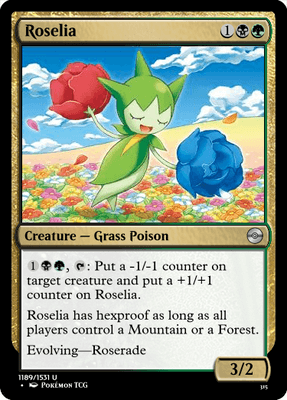 Roselia 1
Creature — Grass Poison
1, : Put a -1/-1 counter on
target creature and put a +1/+1
counter on Roselia.
Roselia has hexproof as long as all
players control a Mountain or a Forest.
Evolving—Roserade
3/2
1189/1531 U
• Pokémon TCG